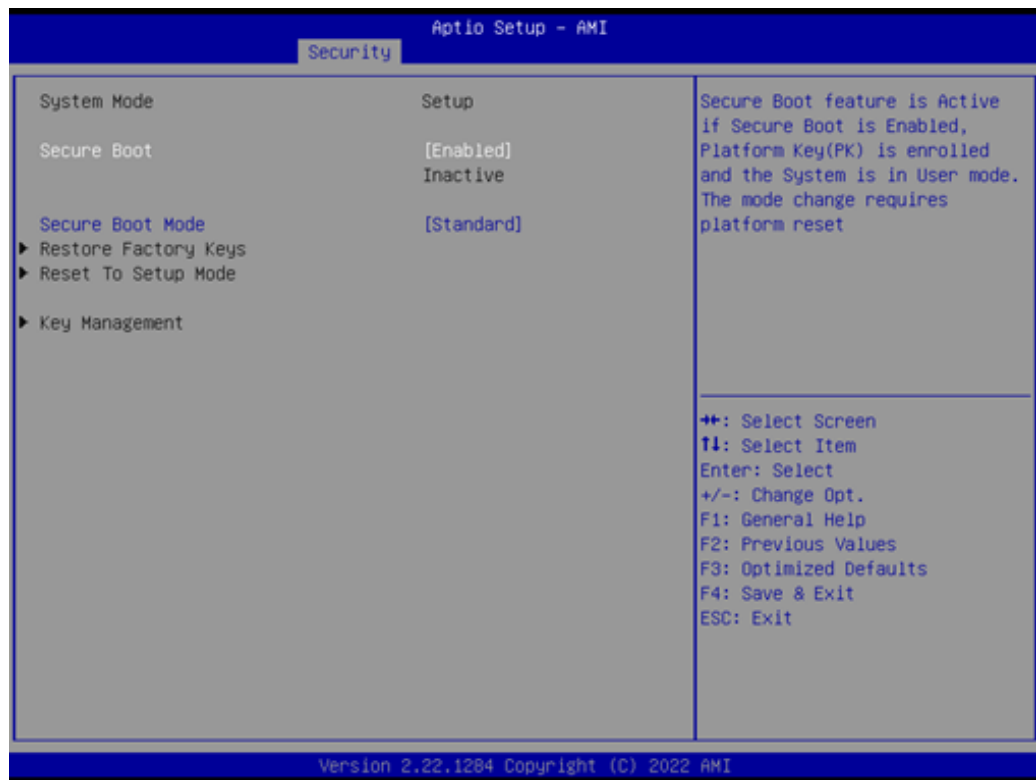 Aptio Setup - AMI
Security
System Mode Setup
Secure Boot [Enabled]
Inactive
Secure Boot Mode [Standard]
▶ Restore Factory Keys
▶ Reset To Setup Mode
▶ Key Management
Secure Boot feature is Active
if Secure Boot is Enabled,
Platform Key(PK) is enrolled
and the System is in User mode.
The mode change requires
platform reset
→←: Select Screen
↑↓: Select Item
Enter: Select
+/-: Change Opt.
F1: General Help
F2: Previous Values
F3: Optimized Defaults
F4: Save & Exit
ESC: Exit
Version 2.22.1284 Copyright (C) 2022 AMI